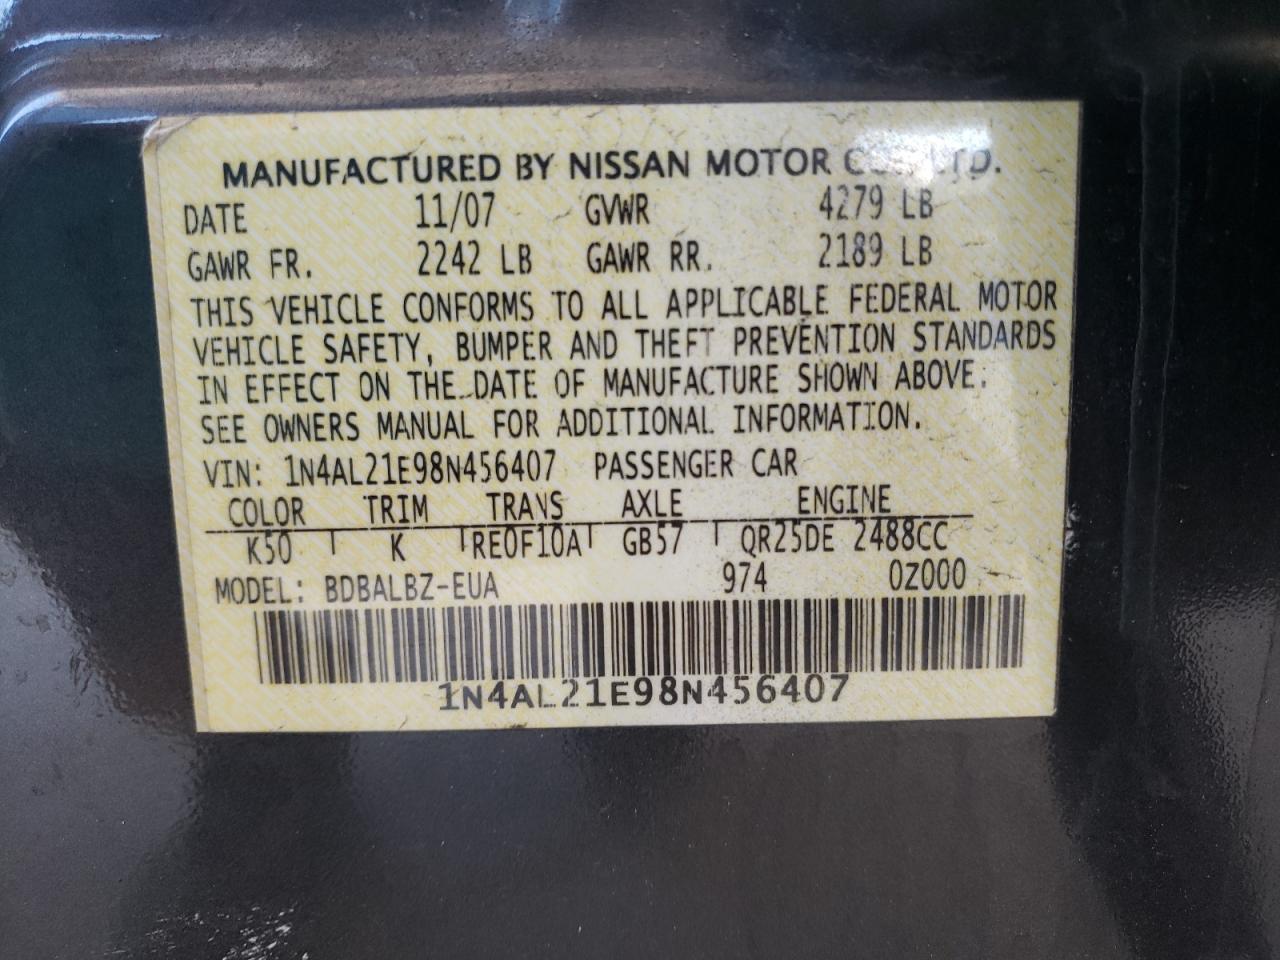 MANUFACTURED BY NISSAN MOTOR CO., LTD.
DATE 11/07 GVWR 4279 LB
GAWR FR. 2242 LB GAWR RR. 2189 LB
THIS VEHICLE CONFORMS TO ALL APPLICABLE FEDERAL MOTOR
VEHICLE SAFETY, BUMPER AND THEFT PREVENTION STANDARDS
IN EFFECT ON THE DATE OF MANUFACTURE SHOWN ABOVE.
SEE OWNERS MANUAL FOR ADDITIONAL INFORMATION.
VIN: 1N4AL21E98N456407 PASSENGER CAR
COLOR TRIM TRANS AXLE ENGINE
K50 K RE0F10A GB57 QR25DE 2488CC
MODEL: BDBALBZ-EUA 974 0Z000
1N4AL21E98N456407